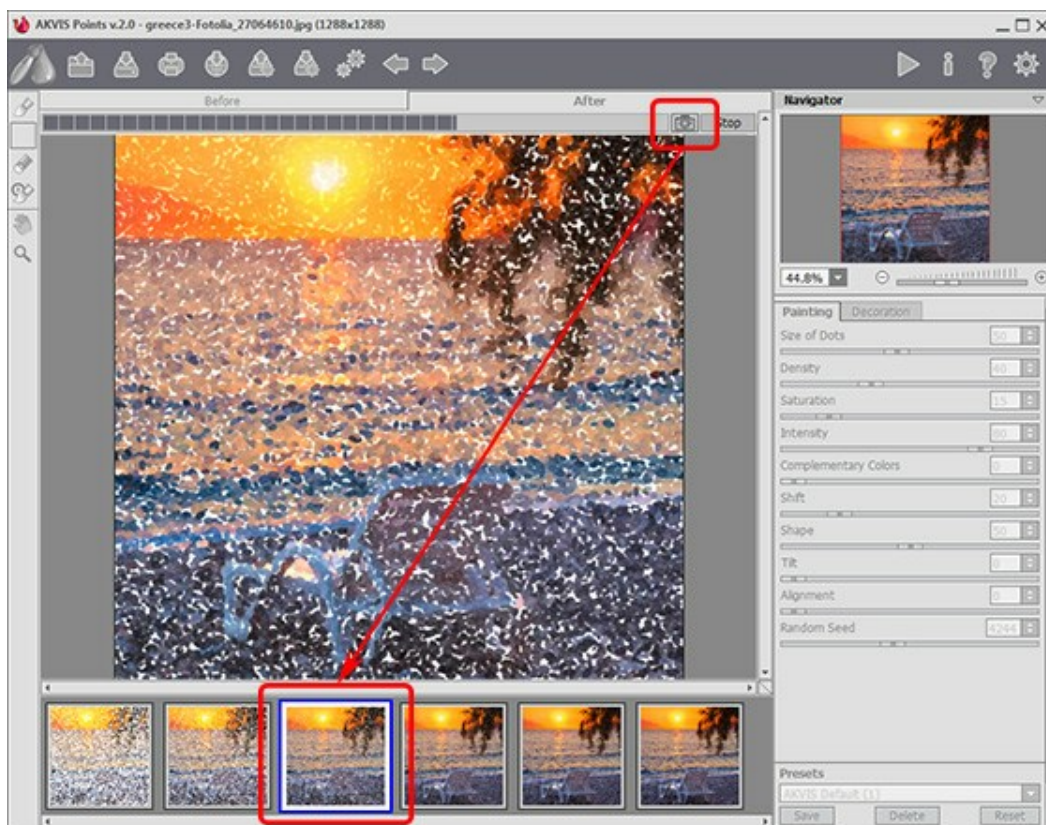 AKVIS Points v.2.0 - greece3-Fotolia_27064610.jpg (1288x1288)
Before
After
Stop
Navigator
44.8%
Painting
Decoration
Size of Dots 50
Density 40
Saturation 15
Intensity 80
Complementary Colors 0
Shift 20
Shape 50
Tilt 0
Alignment 0
Random Seed 4244
Presets
AKVIS Default (1)
Save
Delete
Reset